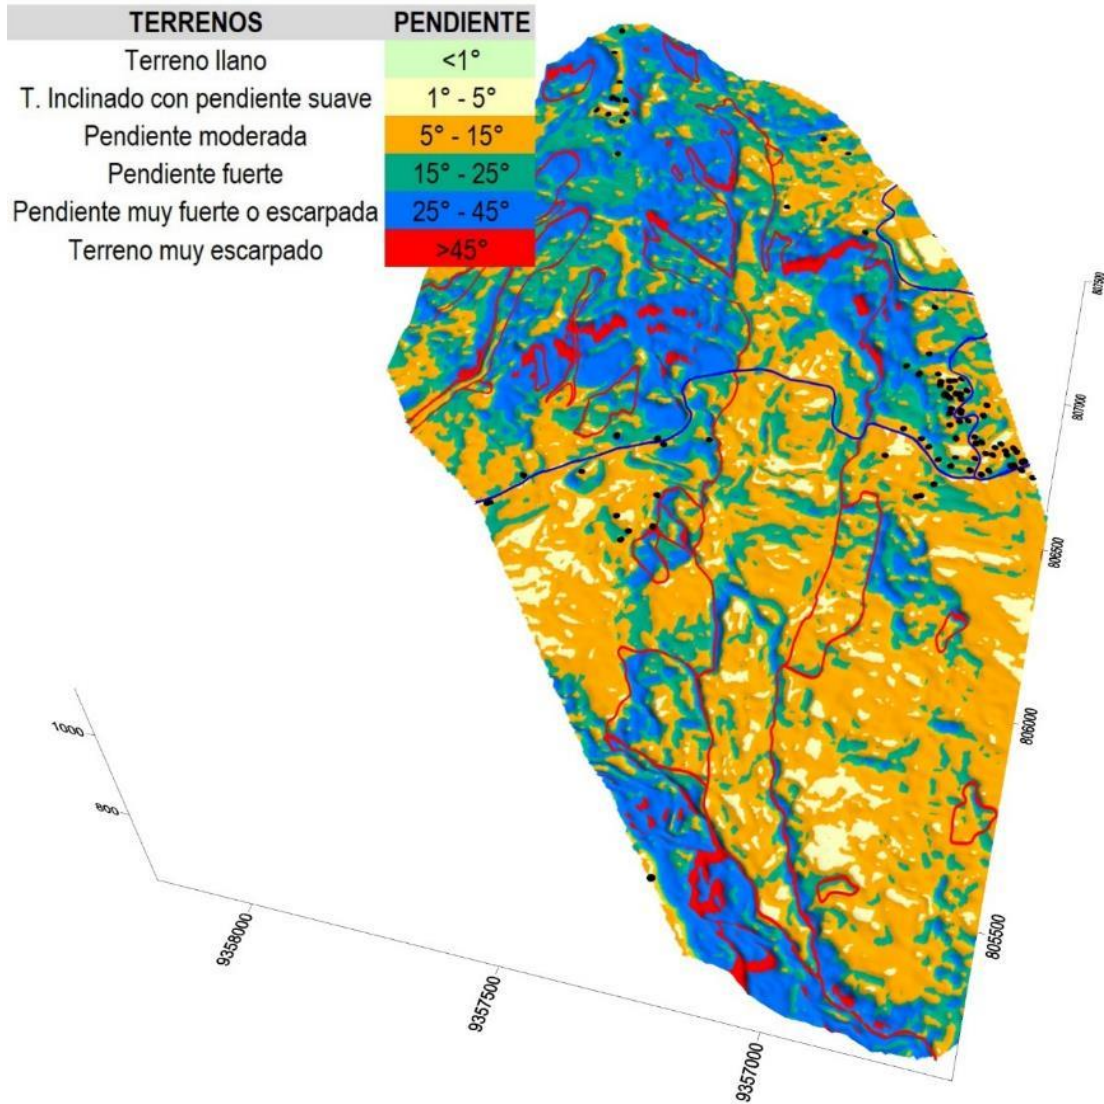 TERRENOS PENDIENTE
Terreno llano <1°
T. Inclinado con pendiente suave 1° - 5°
Pendiente moderada 5° - 15°
Pendiente fuerte 15° - 25°
Pendiente muy fuerte o escarpada 25° - 45°
Terreno muy escarpado >45°
807500
807000
806500
806000
805500
1000
800
9358000
9357500
9357000